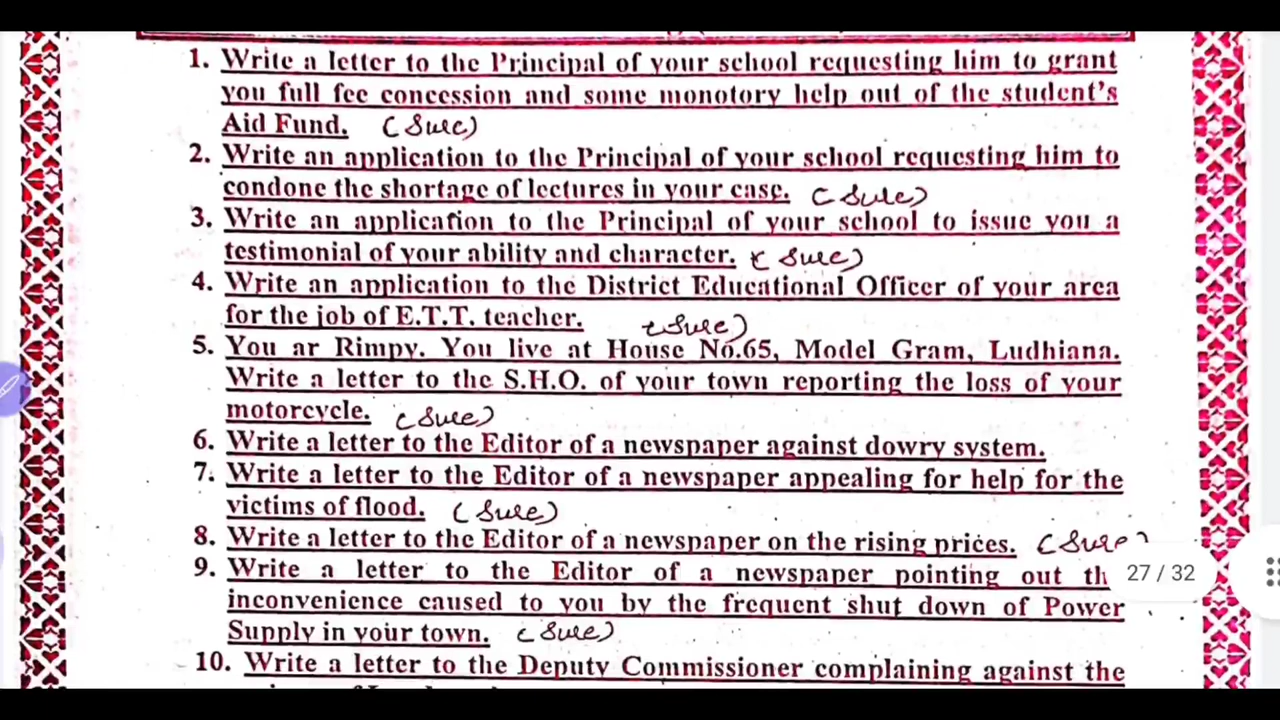 1. Write a letter to the Principal of your school requesting him to grant
you full fee concession and some monotory help out of the student's
Aid Fund. (Sure)
2. Write an application to the Principal of your school requesting him to
condone the shortage of lectures in your case. (Sure)
3. Write an application to the Principal of your school to issue you a
testimonial of your ability and character. (Sure)
4. Write an application to the District Educational Officer of your area
for the job of E.T.T. teacher. (Sure)
5. You ar Rimpy. You live at House No.65, Model Gram, Ludhiana.
Write a letter to the S.H.O. of your town reporting the loss of your
motorcycle. (Sure)
6. Write a letter to the Editor of a newspaper against dowry system.
7. Write a letter to the Editor of a newspaper appealing for help for the
victims of flood. (Sure)
8. Write a letter to the Editor of a newspaper on the rising prices. (Sure)
9. Write a letter to the Editor of a newspaper pointing out
27 / 32
inconvenience caused to you by the frequent shut down of Power
Supply in your town. (Sure)
10. Write a letter to the Deputy Commissioner complaining against the